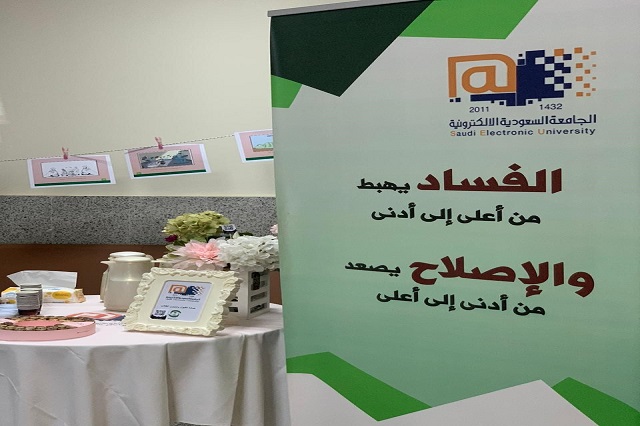 2011 1432
الجامعة السعودية الالكترونية
Saudi Electronic University
الفساد يهبط
من أعلى إلى أدنى
والإصلاح يصعد
من أدنى إلى أعلى